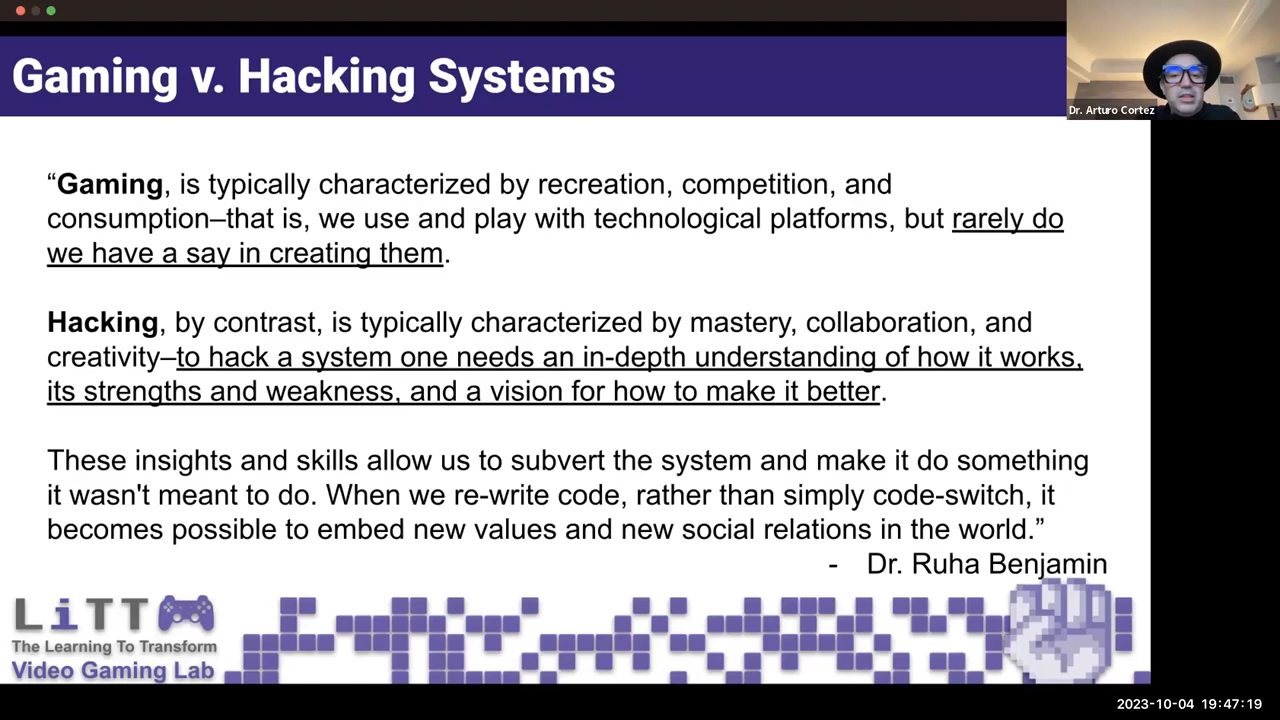 Gaming v. Hacking Systems
Dr. Arturo Cortez
“Gaming, is typically characterized by recreation, competition, and
consumption–that is, we use and play with technological platforms, but rarely do
we have a say in creating them.
Hacking, by contrast, is typically characterized by mastery, collaboration, and
creativity–to hack a system one needs an in-depth understanding of how it works,
its strengths and weakness, and a vision for how to make it better.
These insights and skills allow us to subvert the system and make it do something
it wasn't meant to do. When we re-write code, rather than simply code-switch, it
becomes possible to embed new values and new social relations in the world.”
- Dr. Ruha Benjamin
LiTT
The Learning To Transform
Video Gaming Lab
2023-10-04 19:47:19